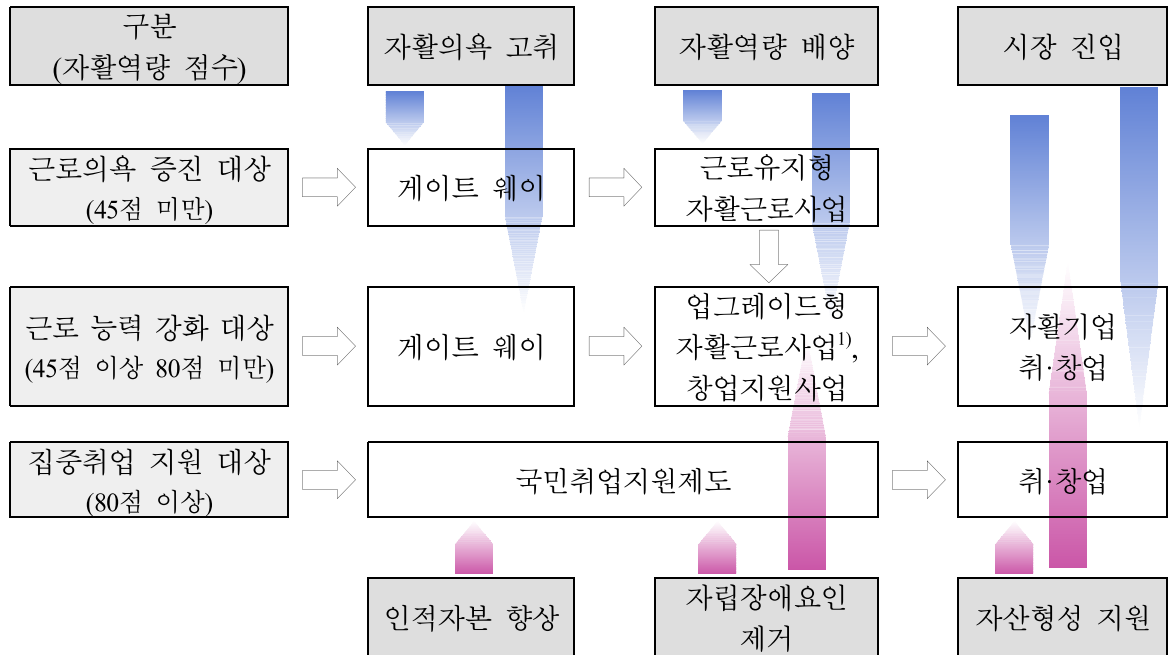 구분
(자활역량 점수)
자활의욕 고취
자활역량 배양
시장 진입
근로의욕 증진 대상
(45점 미만)
게이트 웨이
근로유지형
자활근로사업
근로 능력 강화 대상
(45점 이상 80점 미만)
게이트 웨이
업그레이드형
자활근로사업1),
창업지원사업
자활기업
취·창업
집중취업 지원 대상
(80점 이상)
국민취업지원제도
취·창업
인적자본 향상
자립장애요인
제거
자산형성 지원